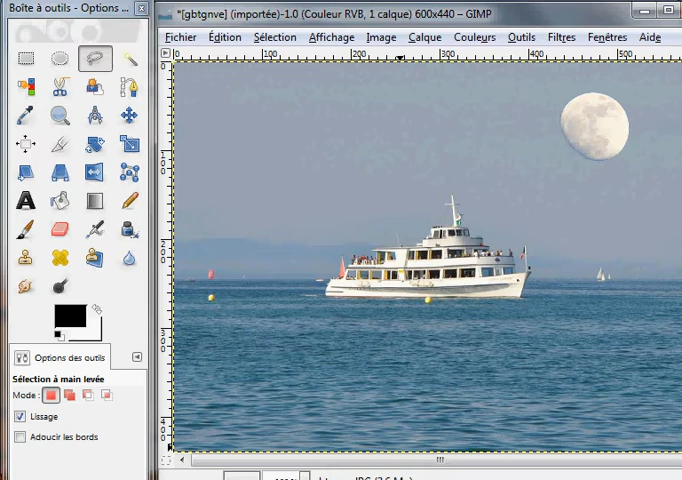 Boîte à outils - Options ...
*[gbtgnve] (importée)-1.0 (Couleur RVB, 1 calque) 600x440 – GIMP
Fichier Édition Sélection Affichage Image Calque Couleurs Outils Filtres Fenêtres Aide
0 100 200 300 400 500
Options des outils
Sélection à main levée
Mode :
Lissage
Adoucir les bords